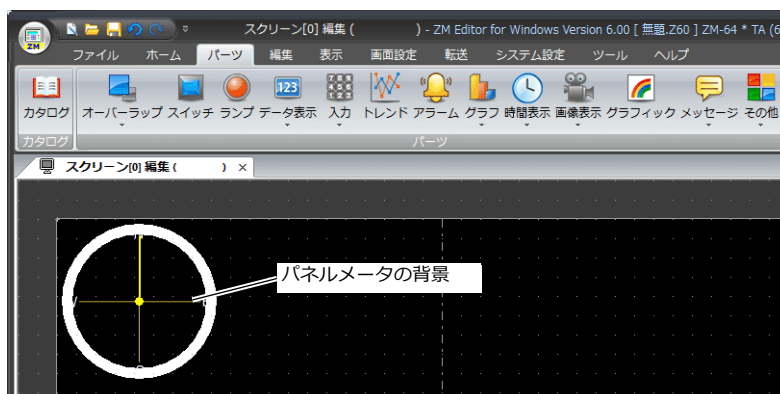 スクリーン[0] 編集 ( ) - ZM Editor for Windows Version 6.00 [ 無題.Z60 ] ZM-64 * TA (6
ZM
ファイル ホーム パーツ 編集 表示 画面設定 転送 システム設定 ツール ヘルプ
123
カタログ オーバーラップ スイッチ ランプ データ表示 入力 トレンド アラーム グラフ 時間表示 画像表示 グラフィック メッセージ その他
カタログ パーツ
スクリーン[0] 編集 ( ) ×
パネルメータの背景